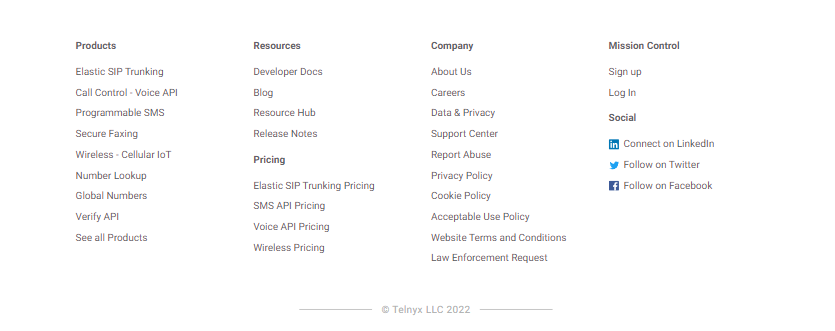 Products
Elastic SIP Trunking
Call Control - Voice API
Programmable SMS
Secure Faxing
Wireless - Cellular IoT
Number Lookup
Global Numbers
Verify API
See all Products
Resources
Developer Docs
Blog
Resource Hub
Release Notes
Pricing
Elastic SIP Trunking Pricing
SMS API Pricing
Voice API Pricing
Wireless Pricing
Company
About Us
Careers
Data & Privacy
Support Center
Report Abuse
Privacy Policy
Cookie Policy
Acceptable Use Policy
Website Terms and Conditions
Law Enforcement Request
Mission Control
Sign up
Log In
Social
Connect on LinkedIn
Follow on Twitter
Follow on Facebook
© Telnyx LLC 2022